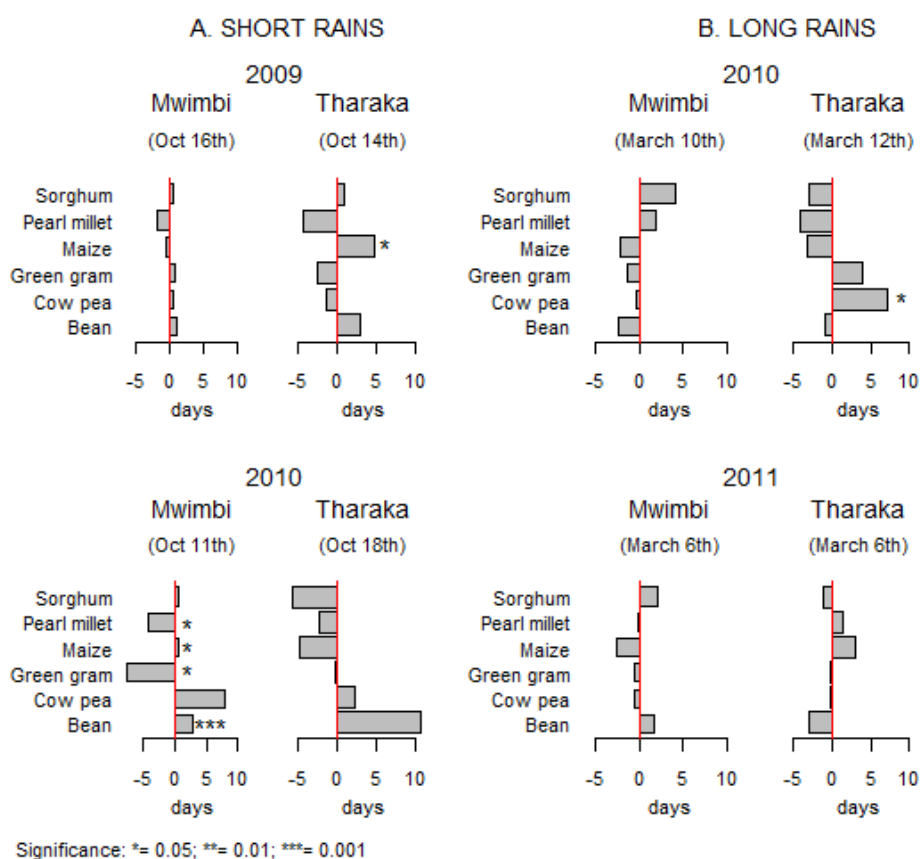 A. SHORT RAINS
B. LONG RAINS
2009
2010
Mwimbi
Tharaka
Mwimbi
Tharaka
(Oct 16th)
(Oct 14th)
(March 10th)
(March 12th)
Sorghum
Sorghum
Pearl millet
Pearl millet
Maize
*
Maize
Green gram
Green gram
Cow pea
Cow pea
*
Bean
Bean
-5 0 5 10
-5 0 5 10
-5 0 5 10
-5 0 5 10
days
days
days
days
2010
2011
Mwimbi
Tharaka
Mwimbi
Tharaka
(Oct 11th)
(Oct 18th)
(March 6th)
(March 6th)
Sorghum
Sorghum
Pearl millet
*
Pearl millet
Maize
*
Maize
Green gram
*
Green gram
Cow pea
Cow pea
Bean
***
Bean
-5 0 5 10
-5 0 5 10
-5 0 5 10
-5 0 5 10
days
days
days
days
Significance: *= 0.05; **= 0.01; ***= 0.001